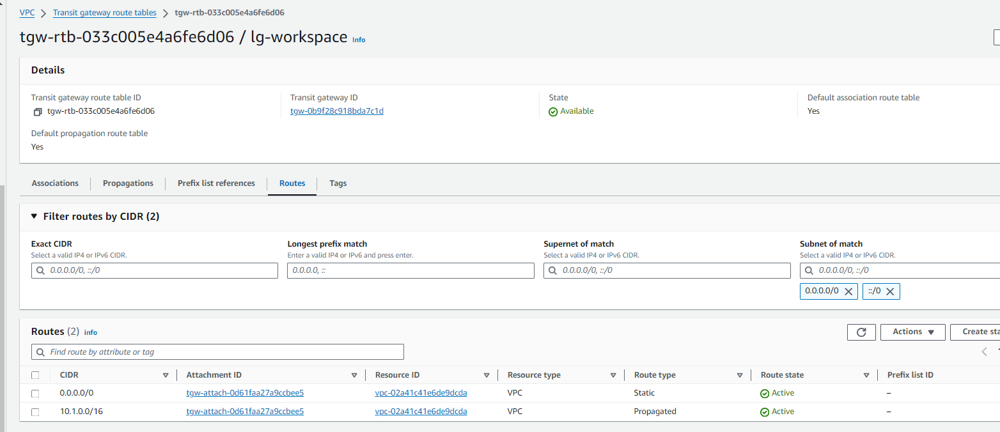 VPC > Transit gateway route tables > tgw-rtb-033c005e4a6fe6d06
tgw-rtb-033c005e4a6fe6d06 / lg-workspace Info
Details
Transit gateway route table ID
tgw-rtb-033c005e4a6fe6d06
Transit gateway ID
tgw-0b9f28c918bda7c1d
State
Available
Default association route table
Yes
Default propagation route table
Yes
Associations Propagations Prefix list references Routes Tags
Filter routes by CIDR (2)
Exact CIDR
Select a valid IP4 or IPv6 CIDR.
0.0.0.0/0, ::/0
Longest prefix match
Enter a valid IP4 or IPv6 and press enter.
0.0.0.0, ::
Supernet of match
Select a valid IP4 or IPv6 CIDR.
0.0.0.0/0, ::/0
Subnet of match
Select a valid IP4 or IPv6 CIDR.
0.0.0.0/0, ::/0
0.0.0.0/0 ::/0
Routes (2) Info
Actions Create sta
Find route by attribute or tag
CIDR Attachment ID Resource ID Resource type Route type Route state Prefix list ID
0.0.0.0/0 tgw-attach-0d61faa27a9ccbee5 vpc-02a41c41e6de9dcda VPC Static Active –
10.1.0.0/16 tgw-attach-0d61faa27a9ccbee5 vpc-02a41c41e6de9dcda VPC Propagated Active –